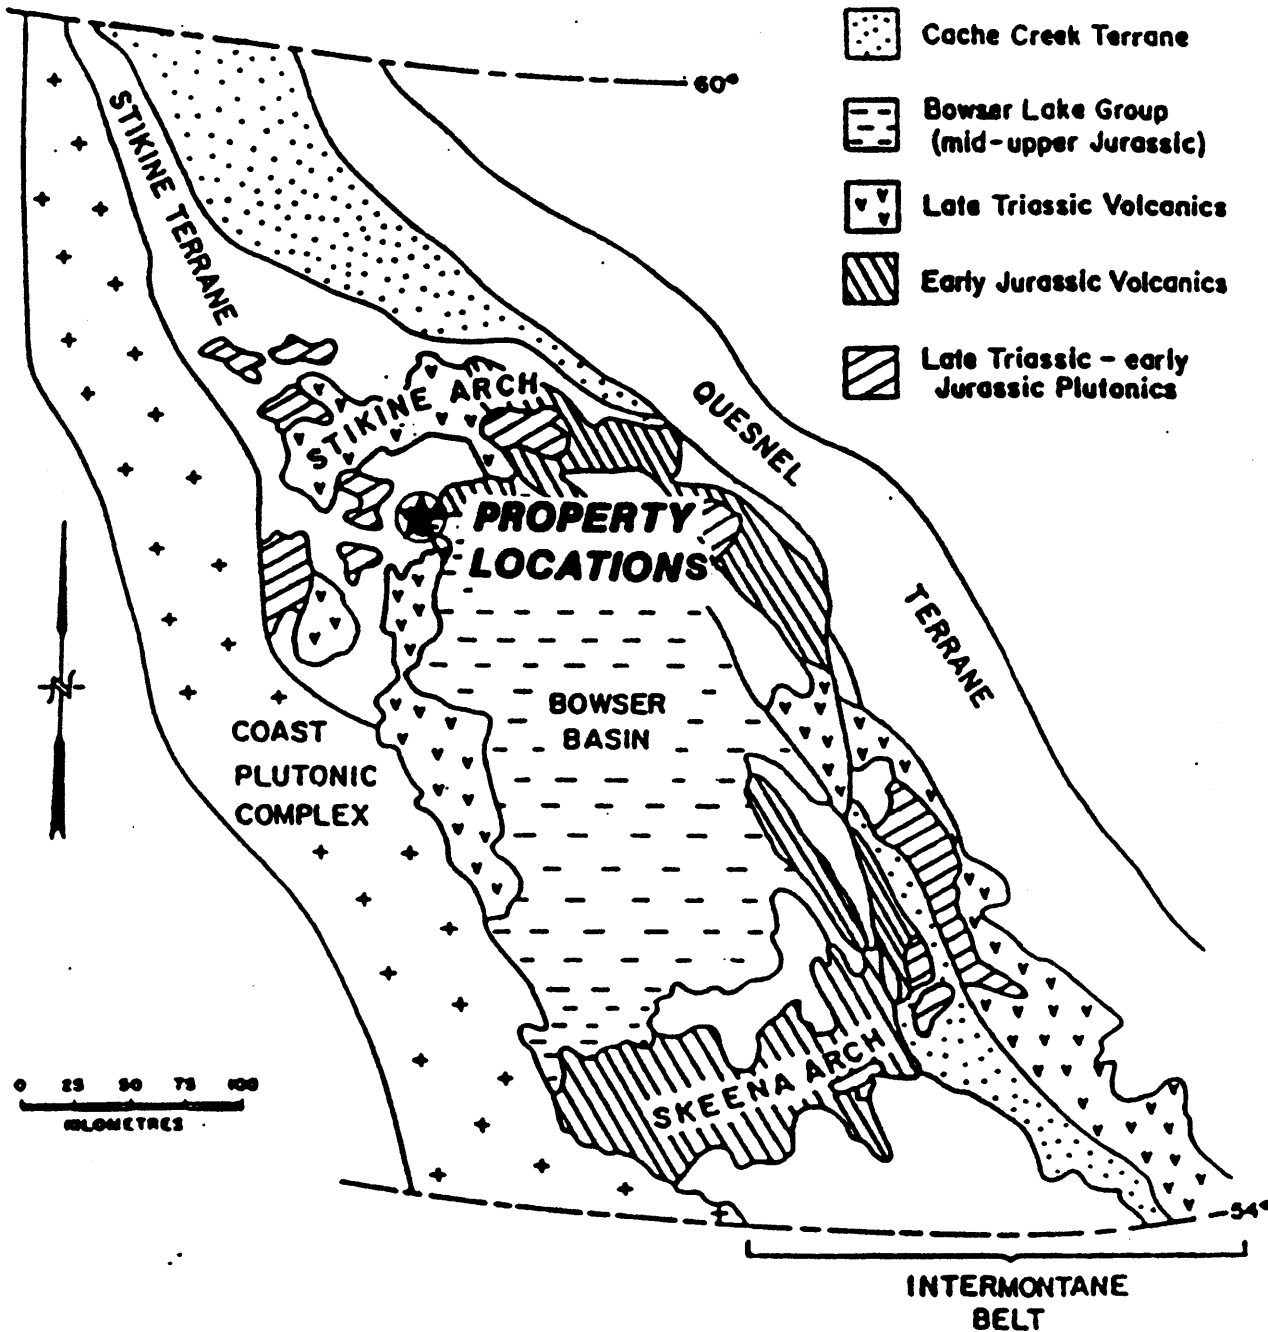 Cache Creek Terrane
Bowser Lake Group
(mid-upper Jurassic)
Late Triassic Volcanics
Early Jurassic Volcanics
Late Triassic - early
Jurassic Plutonics
60°
STIKINE TERRANE
STIKINE ARCH
QUESNEL
TERRANE
PROPERTY
LOCATIONS
N
BOWSER
BASIN
COAST
PLUTONIC
COMPLEX
SKEENA ARCH
0 25 50 75 100
KILOMETRES
54°
INTERMONTANE
BELT